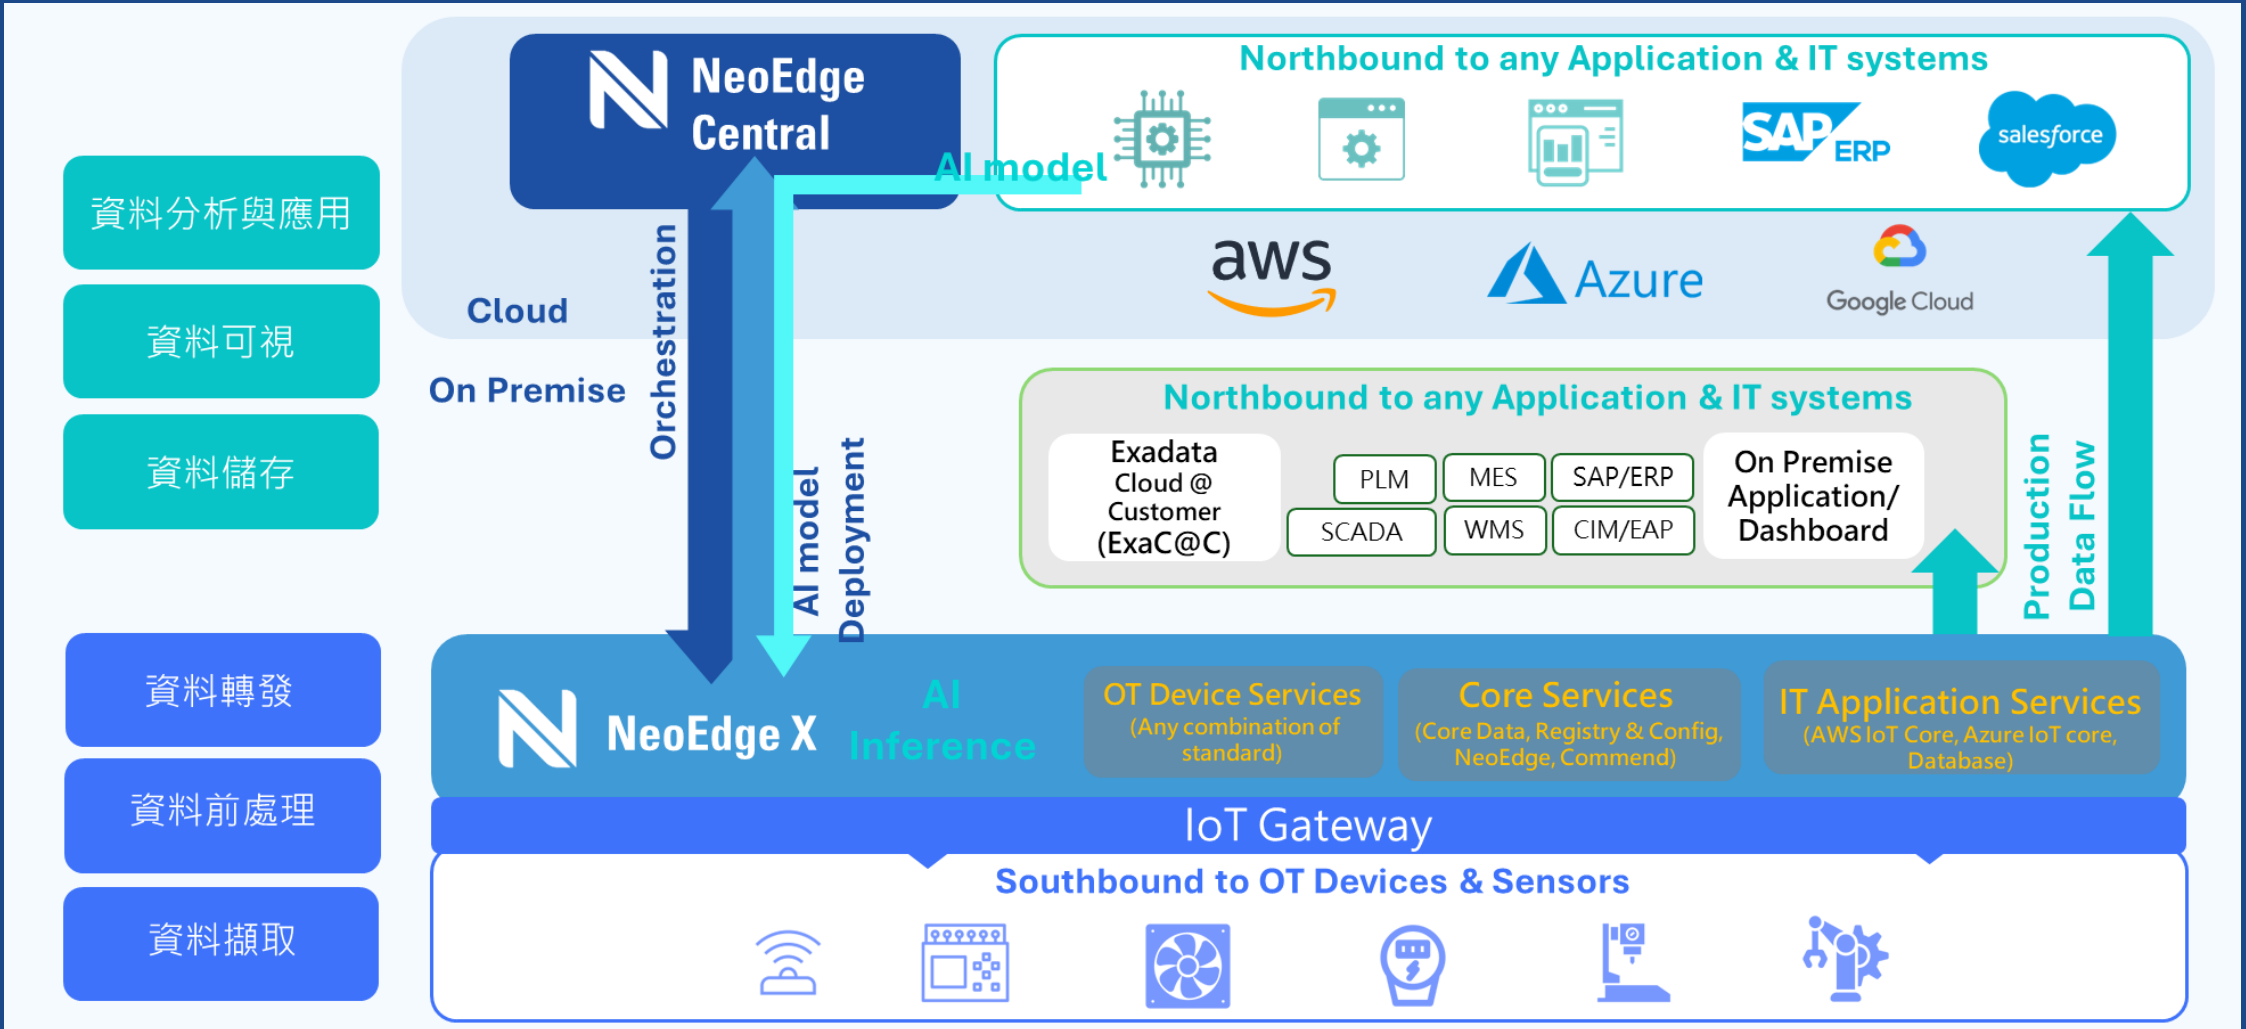 資料分析與應用
資料可視
資料儲存
資料轉發
資料前處理
資料擷取
NeoEdge
Central
AI model
Northbound to any Application & IT systems
SAP
ERP
salesforce
aws
Azure
Google Cloud
Cloud
On Premise
Orchestration
AI model
Deployment
Northbound to any Application & IT systems
Exadata
Cloud @
Customer
(ExaC@C)
PLM
MES
SAP/ERP
SCADA
WMS
CIM/EAP
On Premise
Application/
Dashboard
Production
Data Flow
NeoEdge X
AI
Inference
OT Device Services
(Any combination of
standard)
Core Services
(Core Data, Registry & Config,
NeoEdge, Commend)
IT Application Services
(AWS IoT Core, Azure IoT core,
Database)
IoT Gateway
Southbound to OT Devices & Sensors